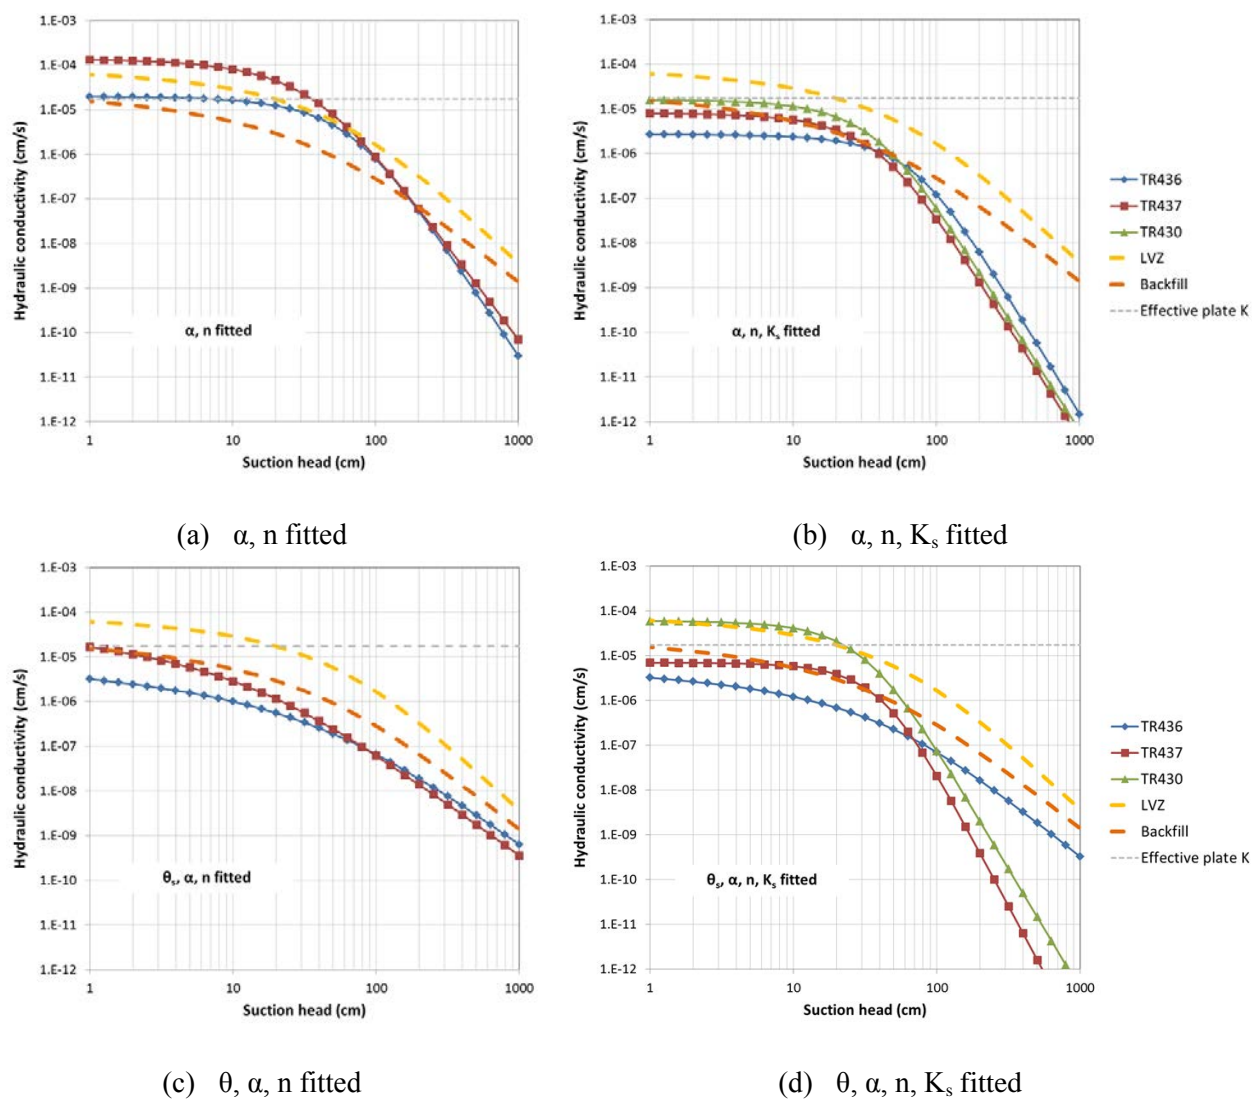 1.E-03
1.E-04
1.E-05
1.E-06
1.E-07
1.E-08
1.E-09
1.E-10
1.E-11
1.E-12
Hydraulic conductivity (cm/s)
α, n fitted
1 10 100 1000
Suction head (cm)
1.E-03
1.E-04
1.E-05
1.E-06
1.E-07
1.E-08
1.E-09
1.E-10
1.E-11
1.E-12
Hydraulic conductivity (cm/s)
α, n, Ks fitted
1 10 100 1000
Suction head (cm)
TR436
TR437
TR430
LVZ
Backfill
Effective plate K
(a) α, n fitted
(b) α, n, Ks fitted
1.E-03
1.E-04
1.E-05
1.E-06
1.E-07
1.E-08
1.E-09
1.E-10
1.E-11
1.E-12
Hydraulic conductivity (cm/s)
θs, α, n fitted
1 10 100 1000
Suction head (cm)
1.E-03
1.E-04
1.E-05
1.E-06
1.E-07
1.E-08
1.E-09
1.E-10
1.E-11
1.E-12
Hydraulic conductivity (cm/s)
θs, α, n, Ks fitted
1 10 100 1000
Suction head (cm)
TR436
TR437
TR430
LVZ
Backfill
Effective plate K
(c) θ, α, n fitted
(d) θ, α, n, Ks fitted